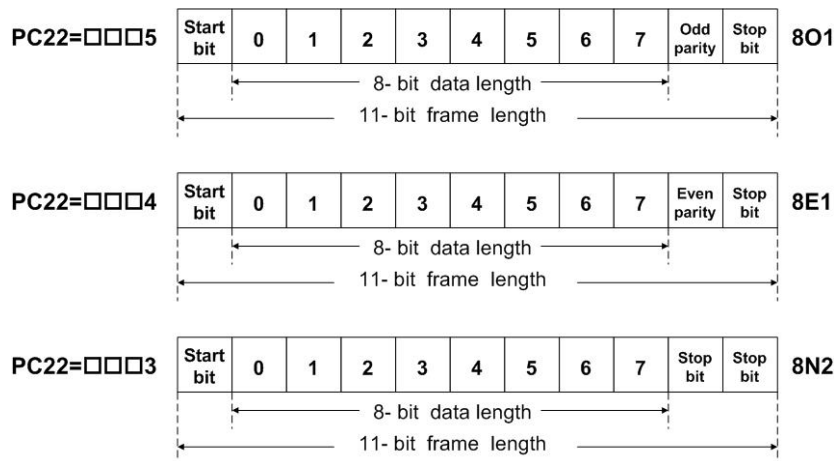 PC22=□□□5 Start bit 0 1 2 3 4 5 6 7 Odd parity Stop bit 8O1
8- bit data length
11- bit frame length
PC22=□□□4 Start bit 0 1 2 3 4 5 6 7 Even parity Stop bit 8E1
8- bit data length
11- bit frame length
PC22=□□□3 Start bit 0 1 2 3 4 5 6 7 Stop bit Stop bit 8N2
8- bit data length
11- bit frame length